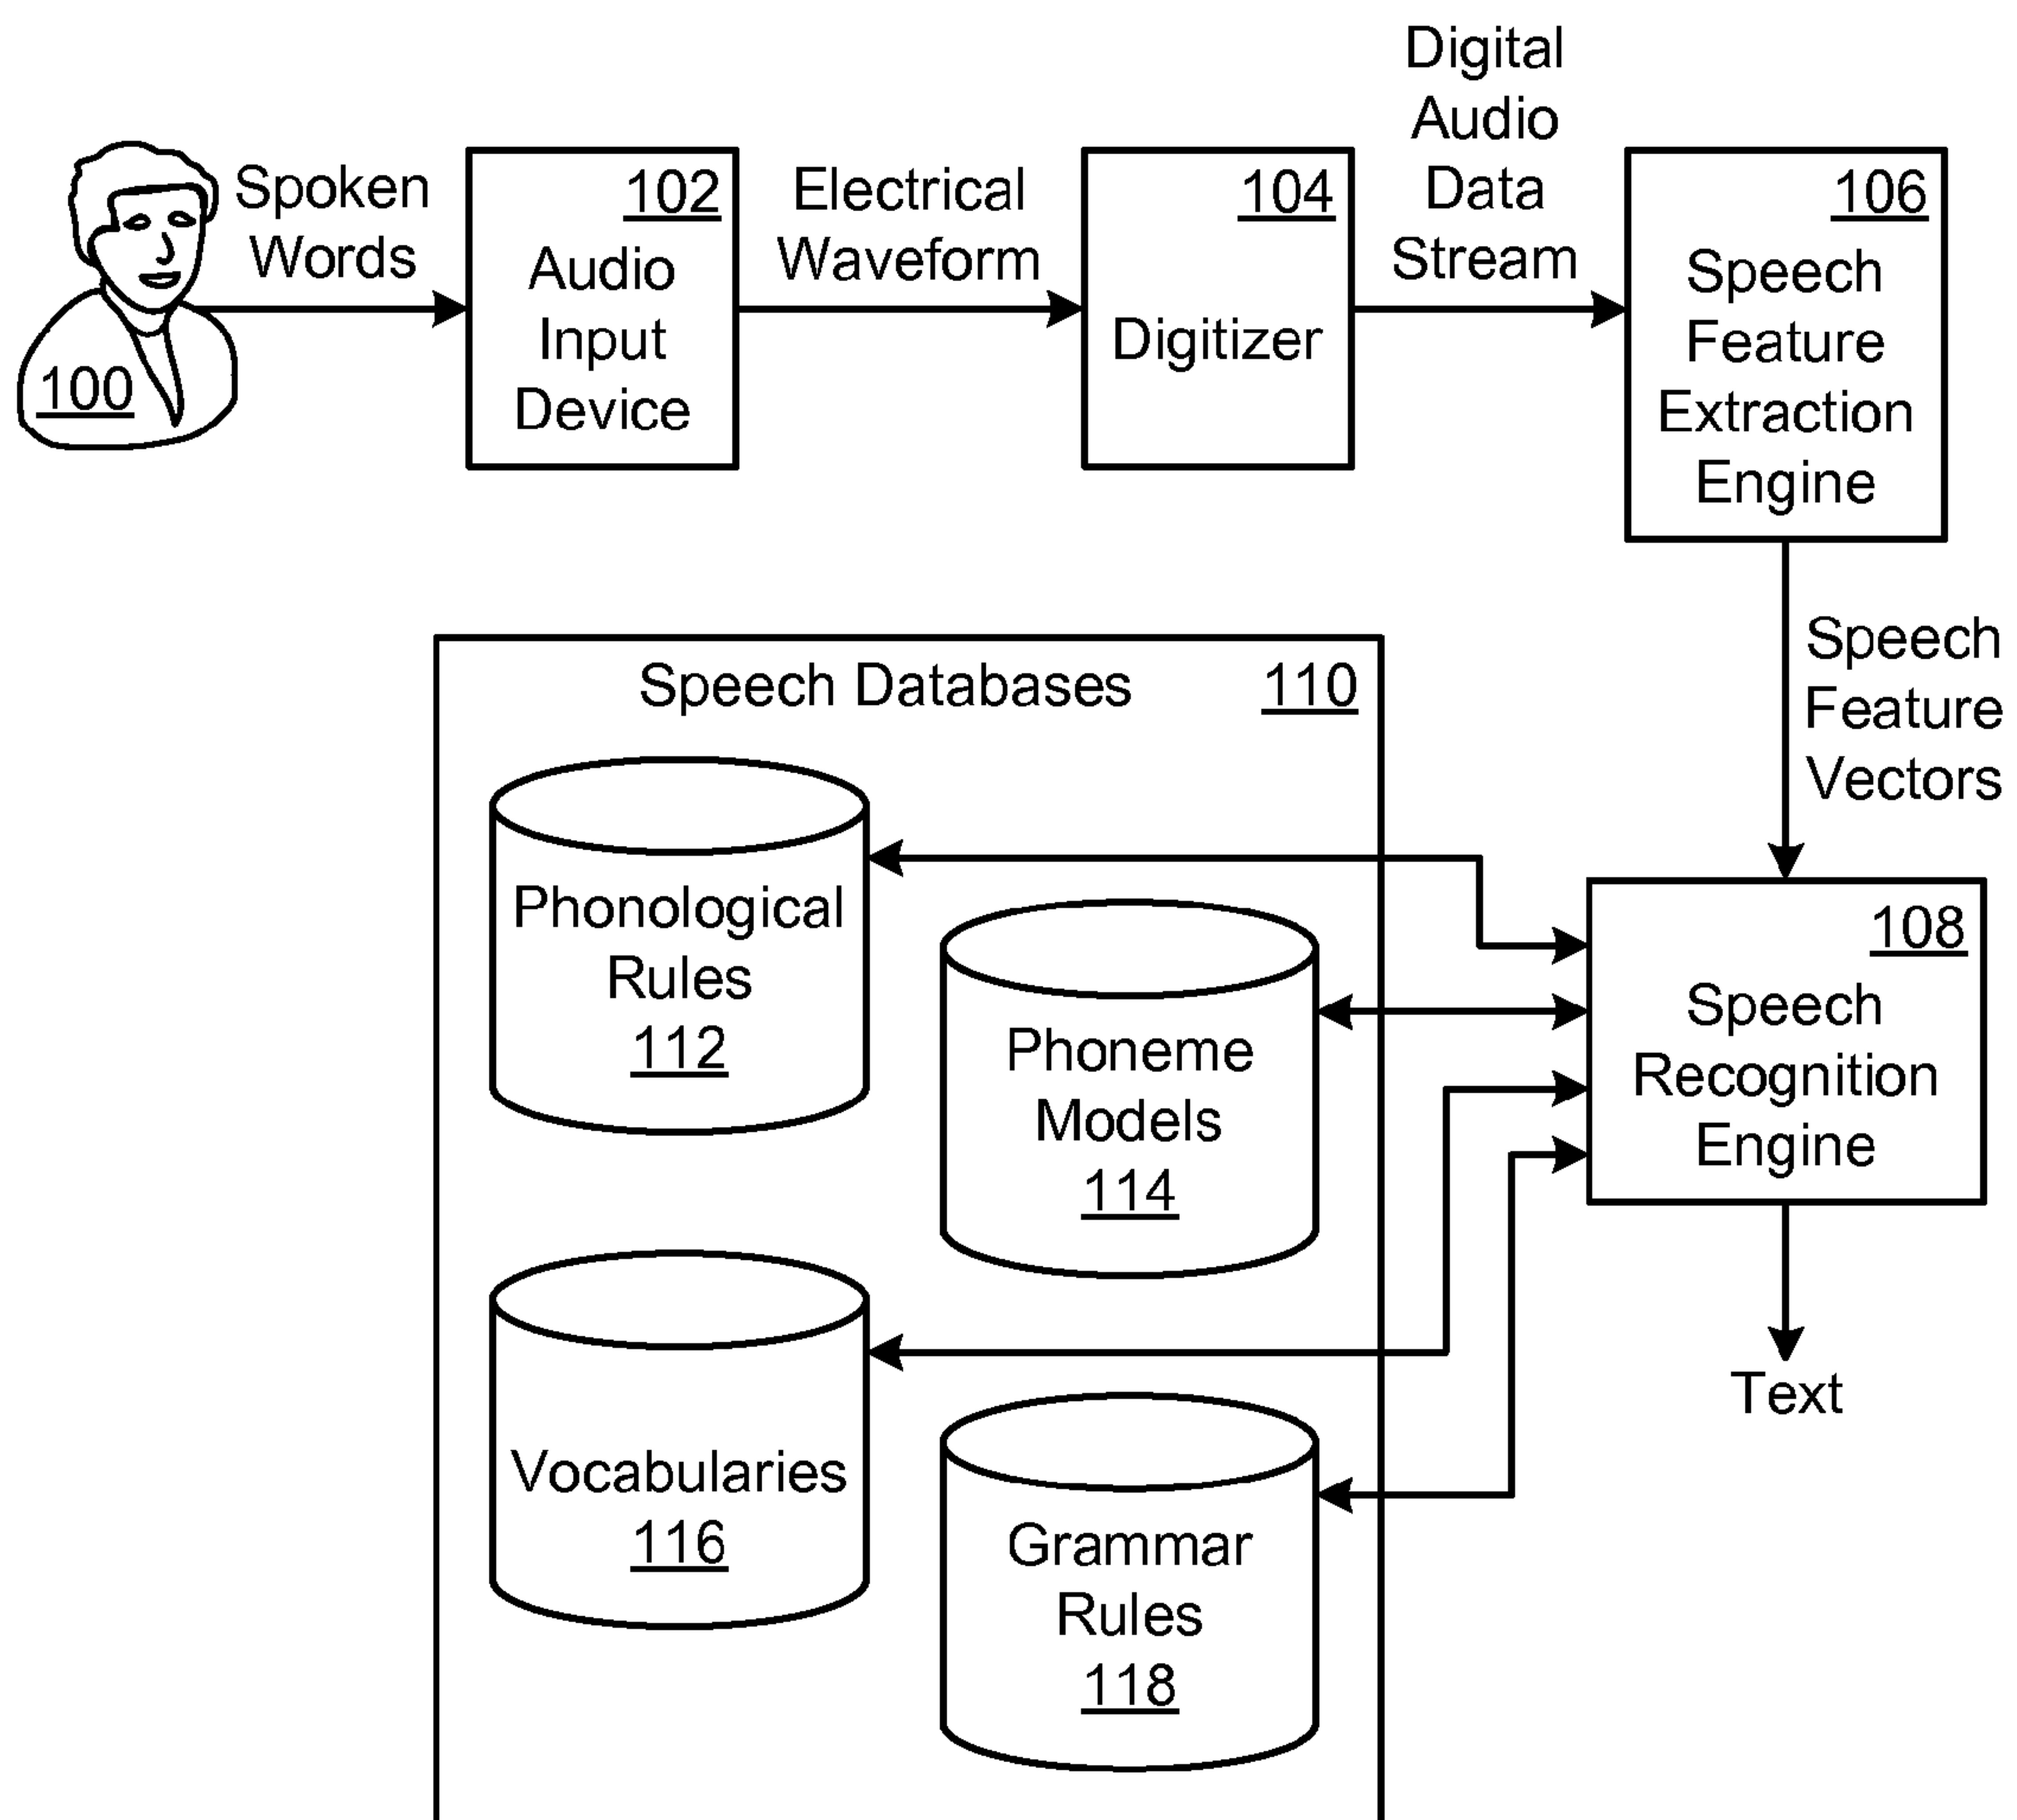 100
Spoken
Words
102
Audio
Input
Device
Electrical
Waveform
104
Digitizer
Digital
Audio
Data
Stream
106
Speech
Feature
Extraction
Engine
Speech
Feature
Vectors
Speech Databases 110
Phonological
Rules
112
Phoneme
Models
114
Vocabularies
116
Grammar
Rules
118
108
Speech
Recognition
Engine
Text